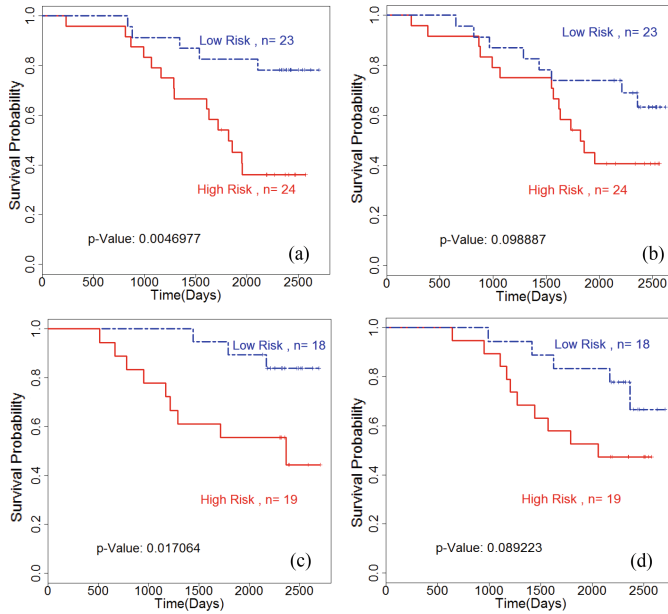 (a)
1.0
0.8
0.6
0.4
0.2
0.0
Survival Probability
Low Risk , n= 23
High Risk , n= 24
p-Value: 0.0046977
0 500 1000 1500 2000 2500
Time(Days)
(b)
1.0
0.8
0.6
0.4
0.2
0.0
Survival Probability
Low Risk , n= 23
High Risk , n= 24
p-Value: 0.098887
0 500 1000 1500 2000 2500
Time(Days)
(c)
1.0
0.8
0.6
0.4
0.2
0.0
Survival Probability
Low Risk , n= 18
High Risk , n= 19
p-Value: 0.017064
0 500 1000 1500 2000 2500
Time(Days)
(d)
1.0
0.8
0.6
0.4
0.2
0.0
Survival Probability
Low Risk , n= 18
High Risk , n= 19
p-Value: 0.089223
0 500 1000 1500 2000 2500
Time(Days)